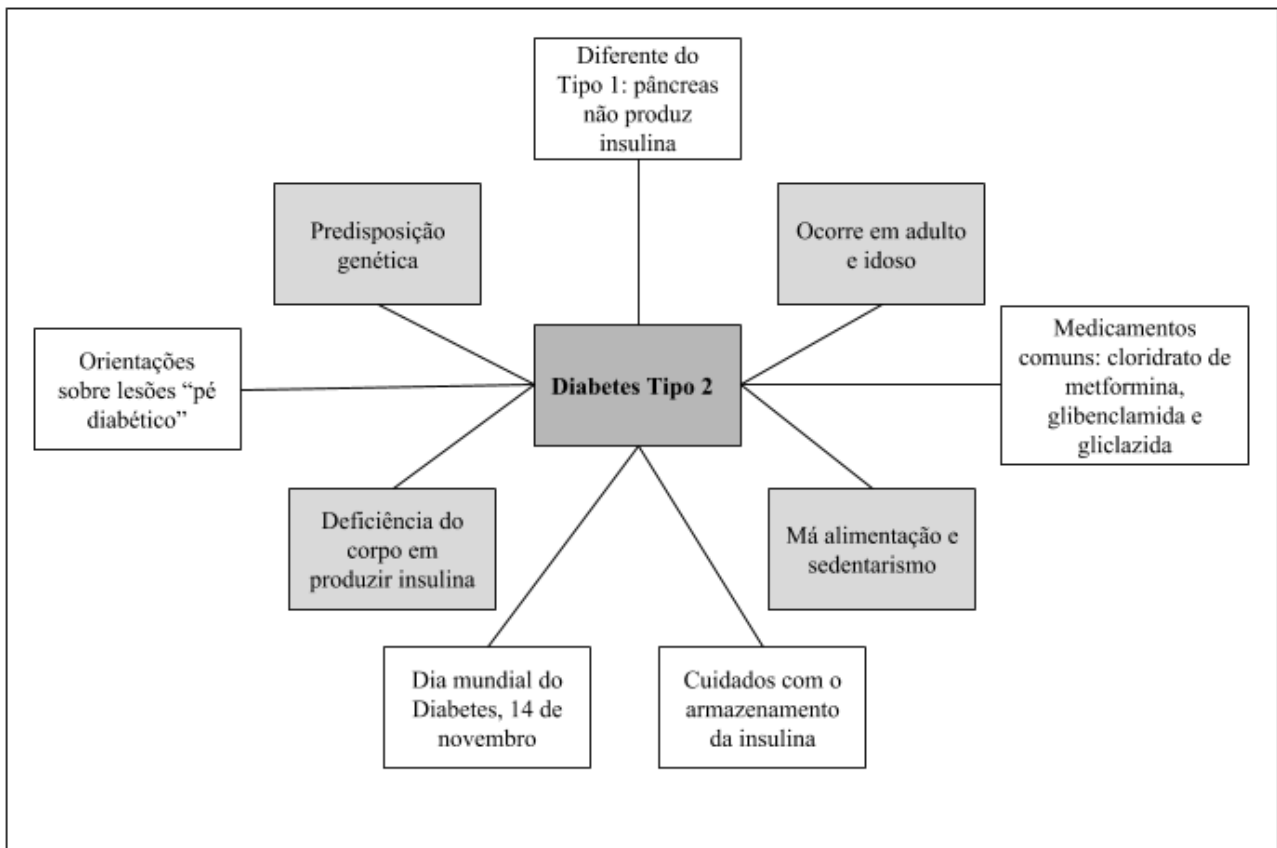 Diferente do
Tipo 1: pâncreas
não produz
insulina
Predisposição
genética
Ocorre em adulto
e idoso
Orientações
sobre lesões “pé
diabético”
Diabetes Tipo 2
Medicamentos
comuns: cloridrato de
metformina,
glibenclamida e
gliclazida
Deficiência do
corpo em
produzir insulina
Má alimentação e
sedentarismo
Dia mundial do
Diabetes, 14 de
novembro
Cuidados com o
armazenamento
da insulina